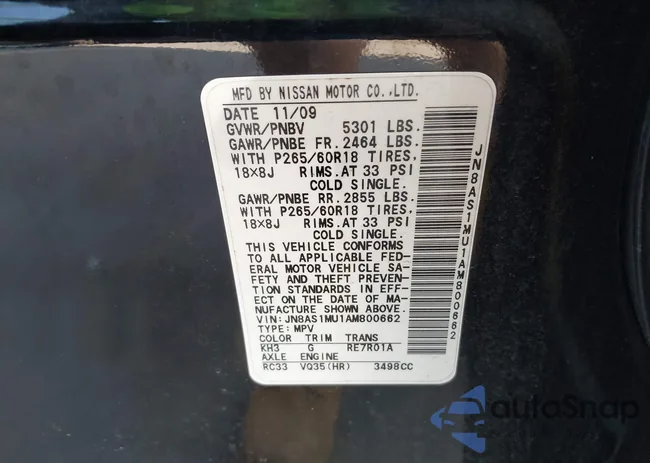 MFD BY NISSAN MOTOR CO.,LTD.
DATE 11/09
GVWR/PNBV 5301 LBS.
GAWR/PNBE FR. 2464 LBS.
WITH P265/60R18 TIRES,
18×8J RIMS. AT 33 PSI
COLD SINGLE.
GAWR/PNBE RR. 2855 LBS.
WITH P265/60R18 TIRES,
18×8J RIMS. AT 33 PSI
COLD SINGLE.
THIS VEHICLE CONFORMS
TO ALL APPLICABLE FED-
ERAL MOTOR VEHICLE SA-
FETY AND THEFT PREVEN-
TION STANDARDS IN EFF-
ECT ON THE DATE OF MA-
NUFACTURE SHOWN ABOVE.
VIN: JN8AS1MU1AM800662
TYPE: MPV
COLOR TRIM TRANS
KH3 G RE7R01A
AXLE ENGINE
RC33 VQ35(HR) 3498CC
JN8AS1MU1AM800662
autoSnap